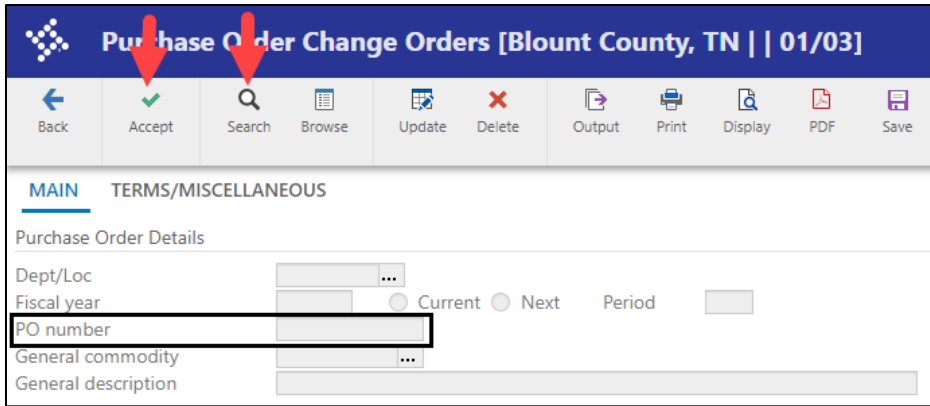 Purchase Order Change Orders [Blount County, TN | | 01/03]
Back Accept Search Browse Update Delete Output Print Display PDF Save
MAIN TERMS/MISCELLANEOUS
Purchase Order Details
Dept/Loc ...
Fiscal year Current Next Period
PO number
General commodity ...
General description